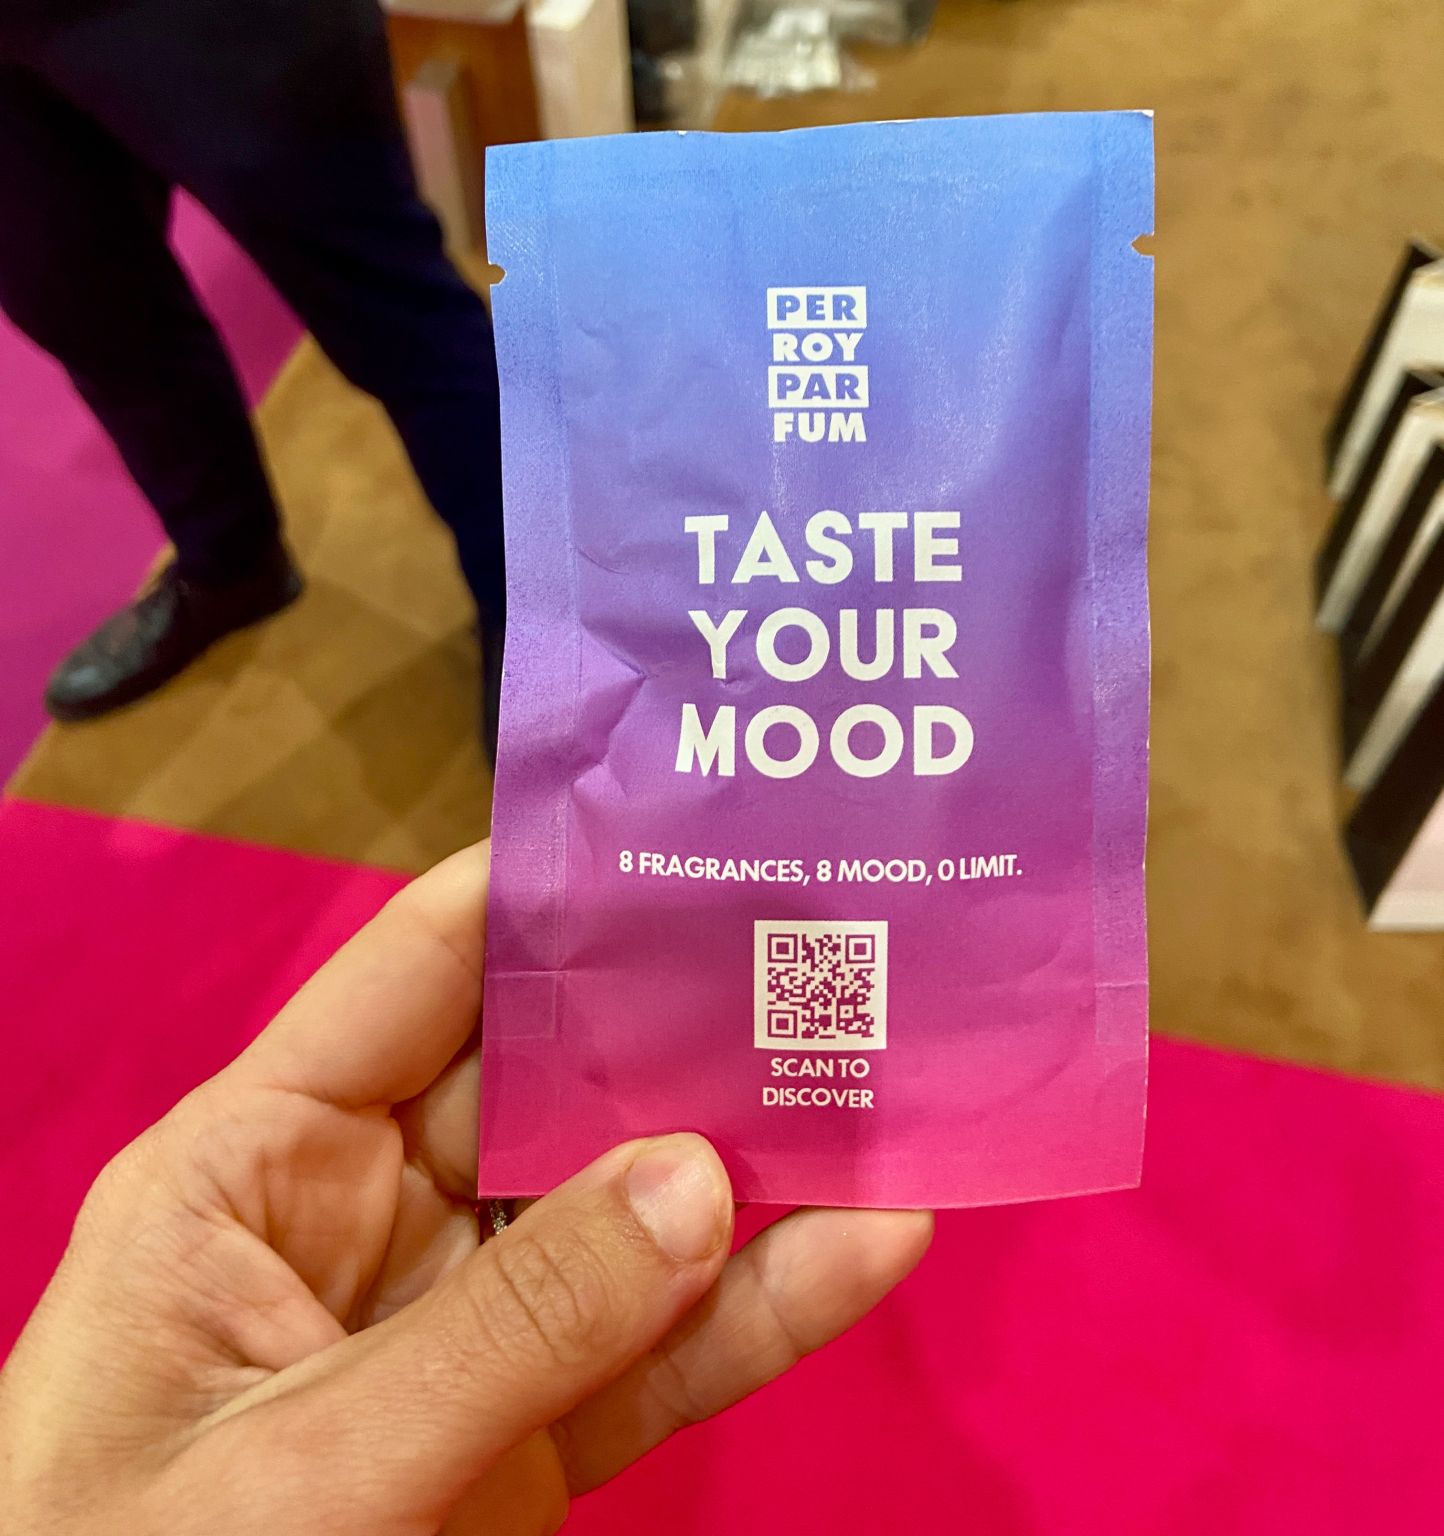 PER
ROY
PAR
FUM
TASTE
YOUR
MOOD
8 FRAGRANCES, 8 MOOD, 0 LIMIT.
SCAN TO
DISCOVER